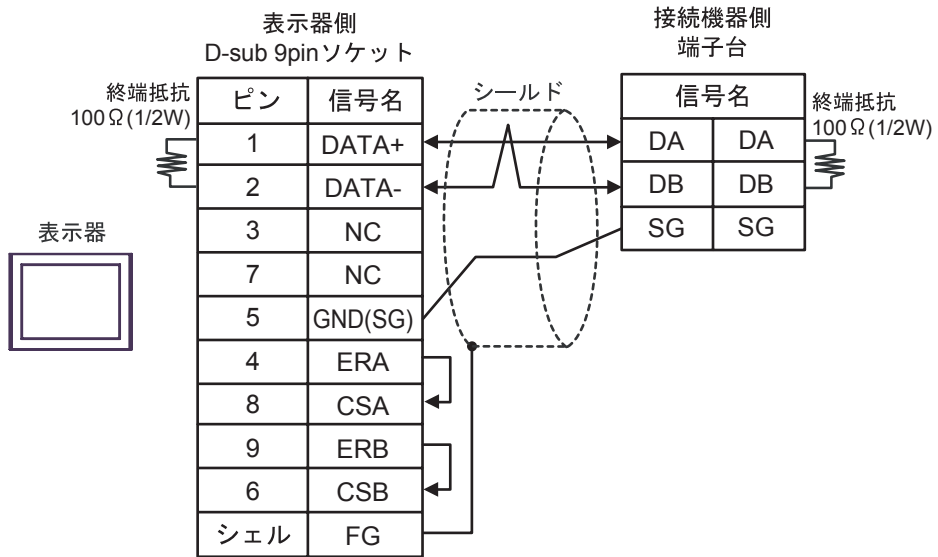 表示器側
D-sub 9pinソケット
接続機器側
端子台
終端抵抗
100Ω(1/2W)
ピン 信号名
シールド
信号名
終端抵抗
100Ω(1/2W)
1 DATA+
DA DA
2 DATA-
DB DB
3 NC
SG SG
表示器
7 NC
5 GND(SG)
4 ERA
8 CSA
9 ERB
6 CSB
シェル FG